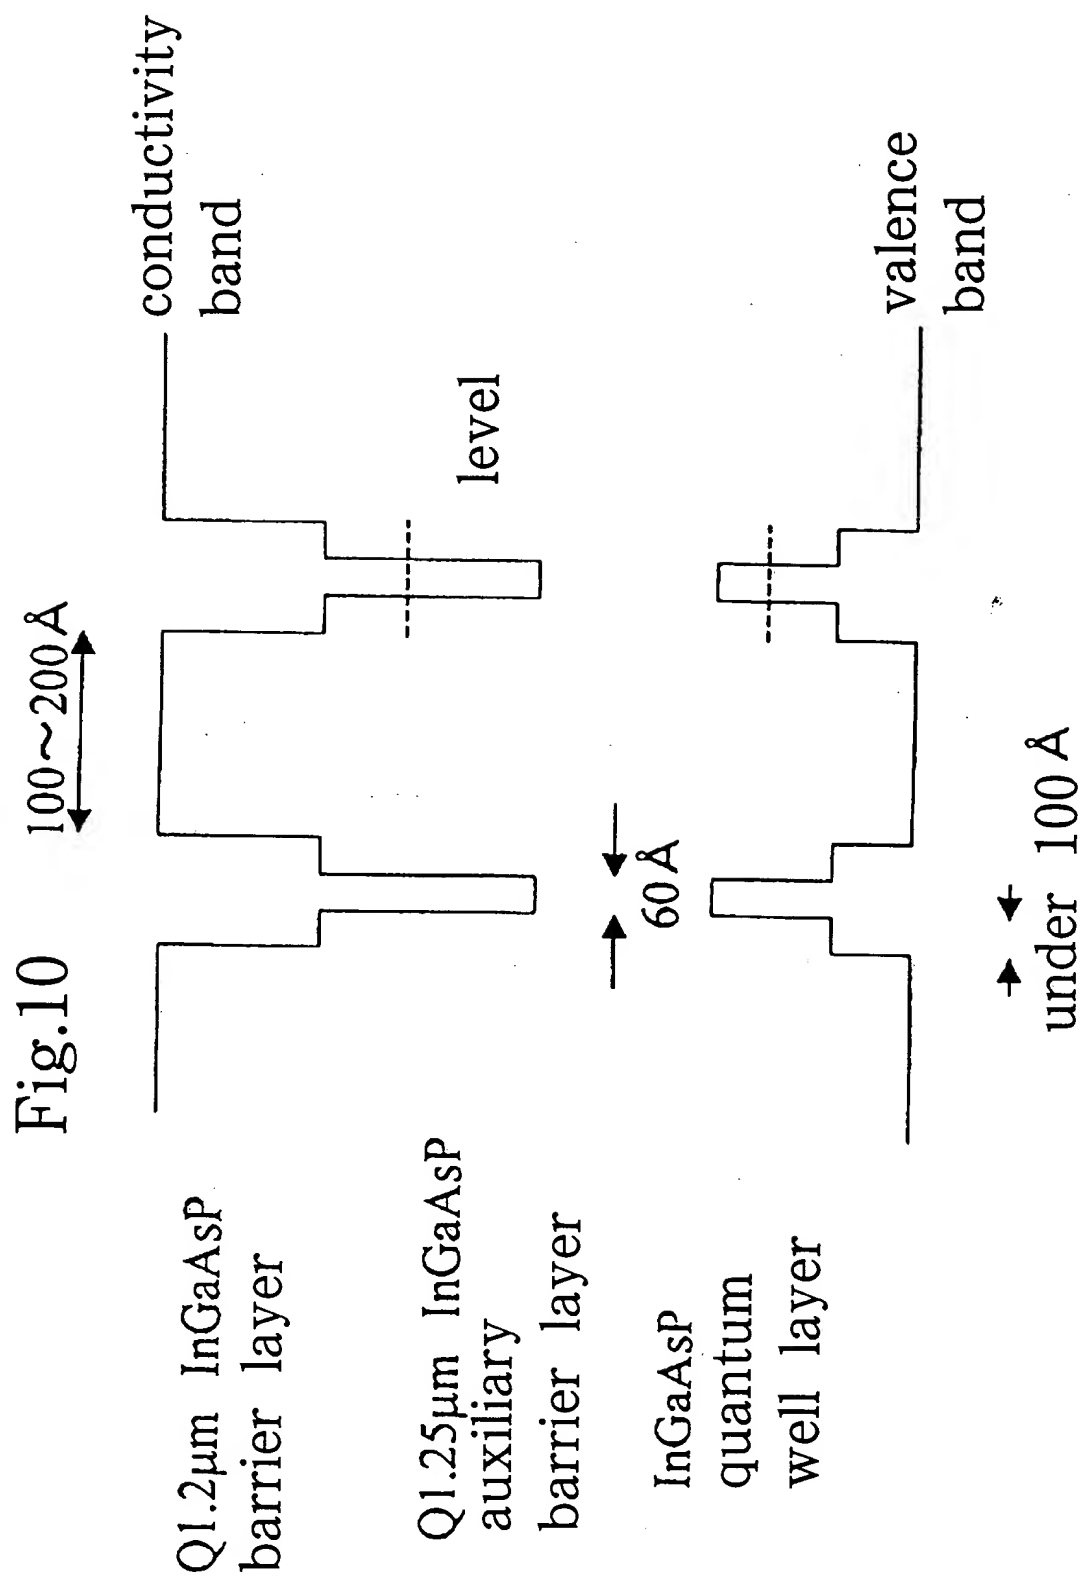 Fig.10
100~200Å
conductivity
band
Q1.2µm InGaAsP
barrier layer
level
Q1.25µm InGaAsP
auxiliary
barrier layer
60Å
InGaAsP
quantum
well layer
valence
band
under 100Å